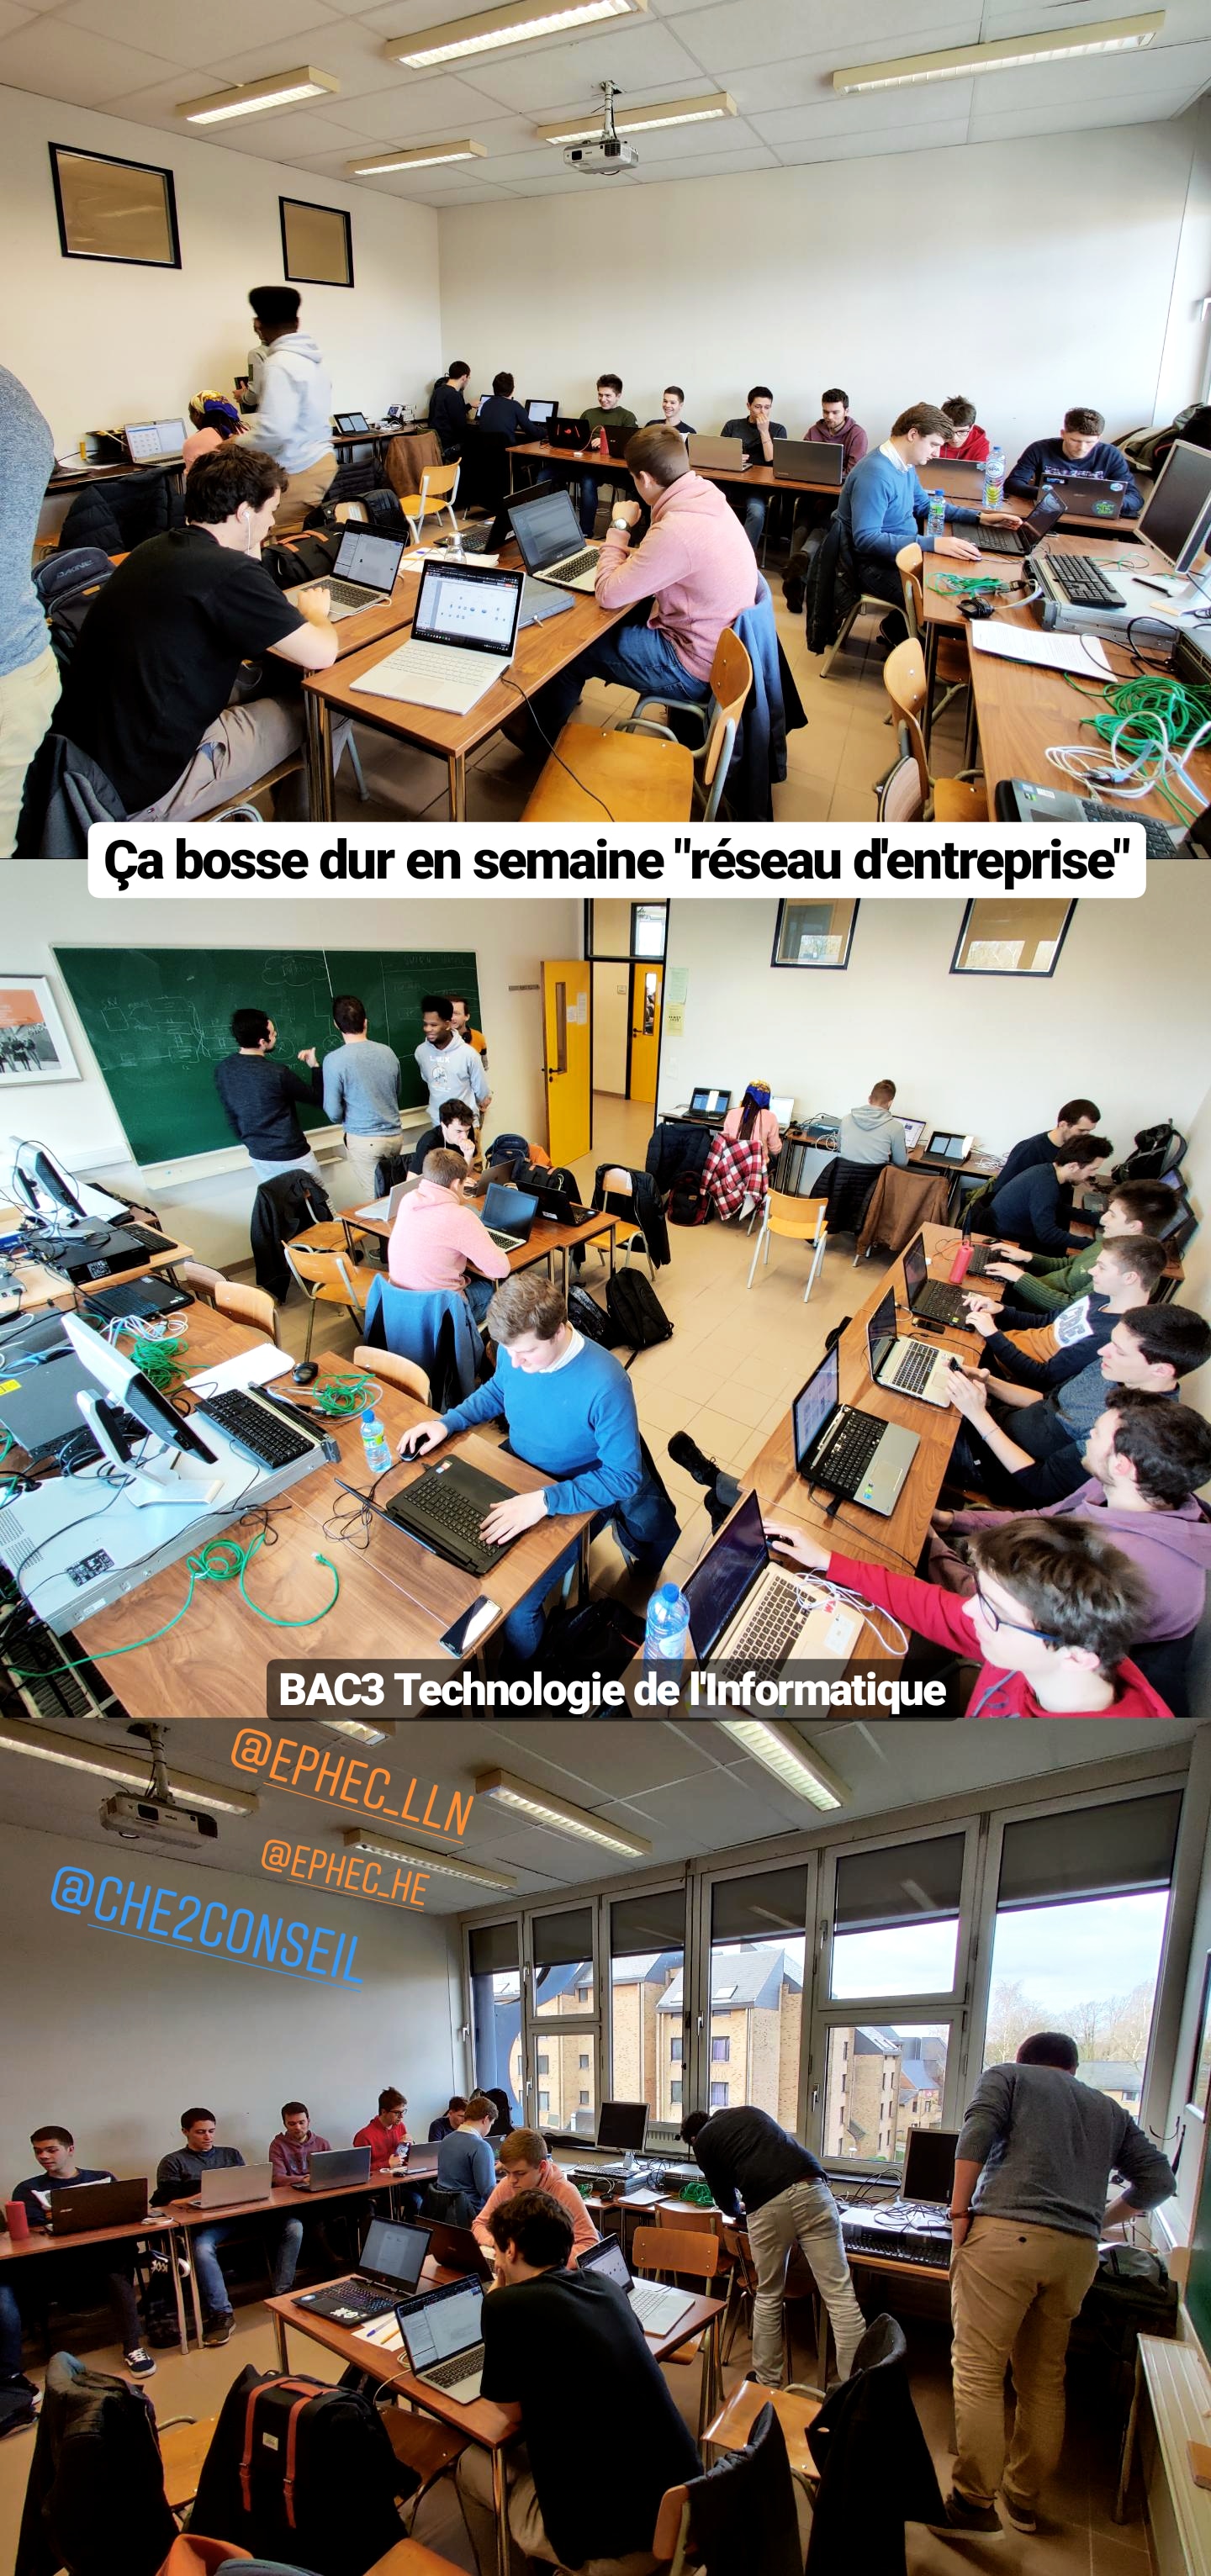 Ça bosse dur en semaine "réseau d'entreprise"
BAC3 Technologie de l'Informatique
@EPHEC_LLN
@EPHEC_HE
@CHE2CONSEIL